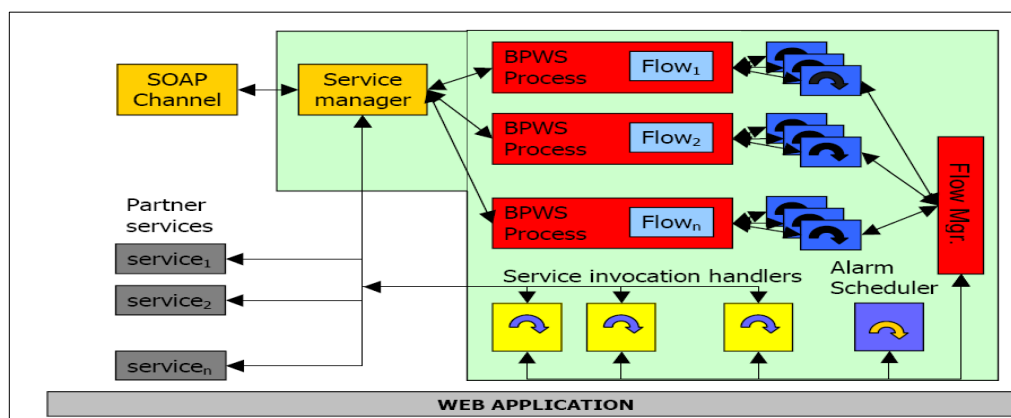 SOAP
Channel
Service
manager
BPWS
Process
Flow₁
BPWS
Process
Flow₂
BPWS
Process
Flowₙ
Flow Mgr.
Partner
services
service₁
service₂
serviceₙ
Service invocation handlers
Alarm
Scheduler
WEB APPLICATION